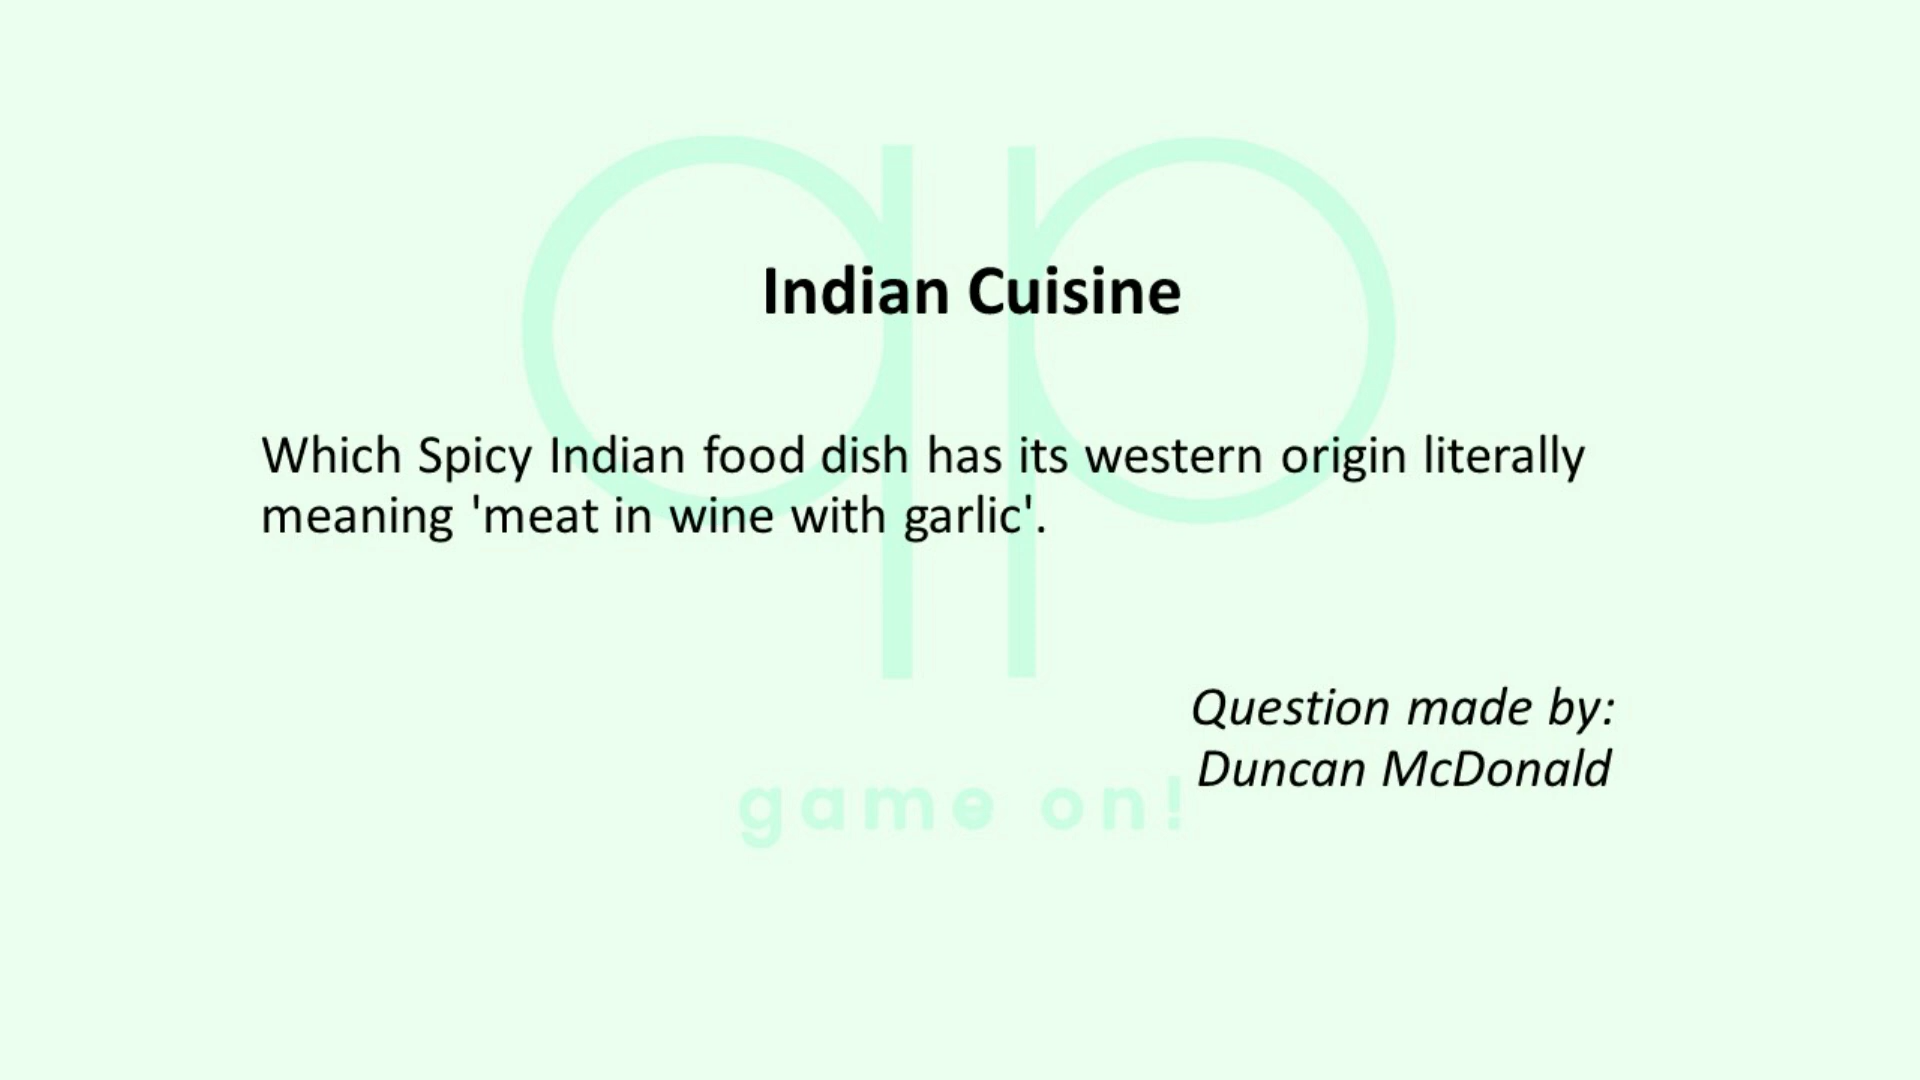 Indian Cuisine
Which Spicy Indian food dish has its western origin literally
meaning 'meat in wine with garlic'.
Question made by:
Duncan McDonald
game on!